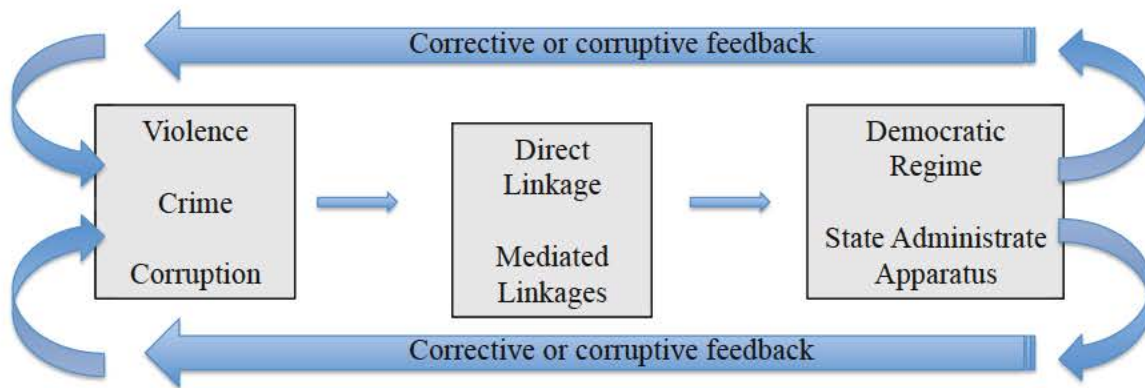 Corrective or corruptive feedback
Violence
Crime
Corruption
Direct
Linkage
Mediated
Linkages
Democratic
Regime
State Administrate
Apparatus
Corrective or corruptive feedback